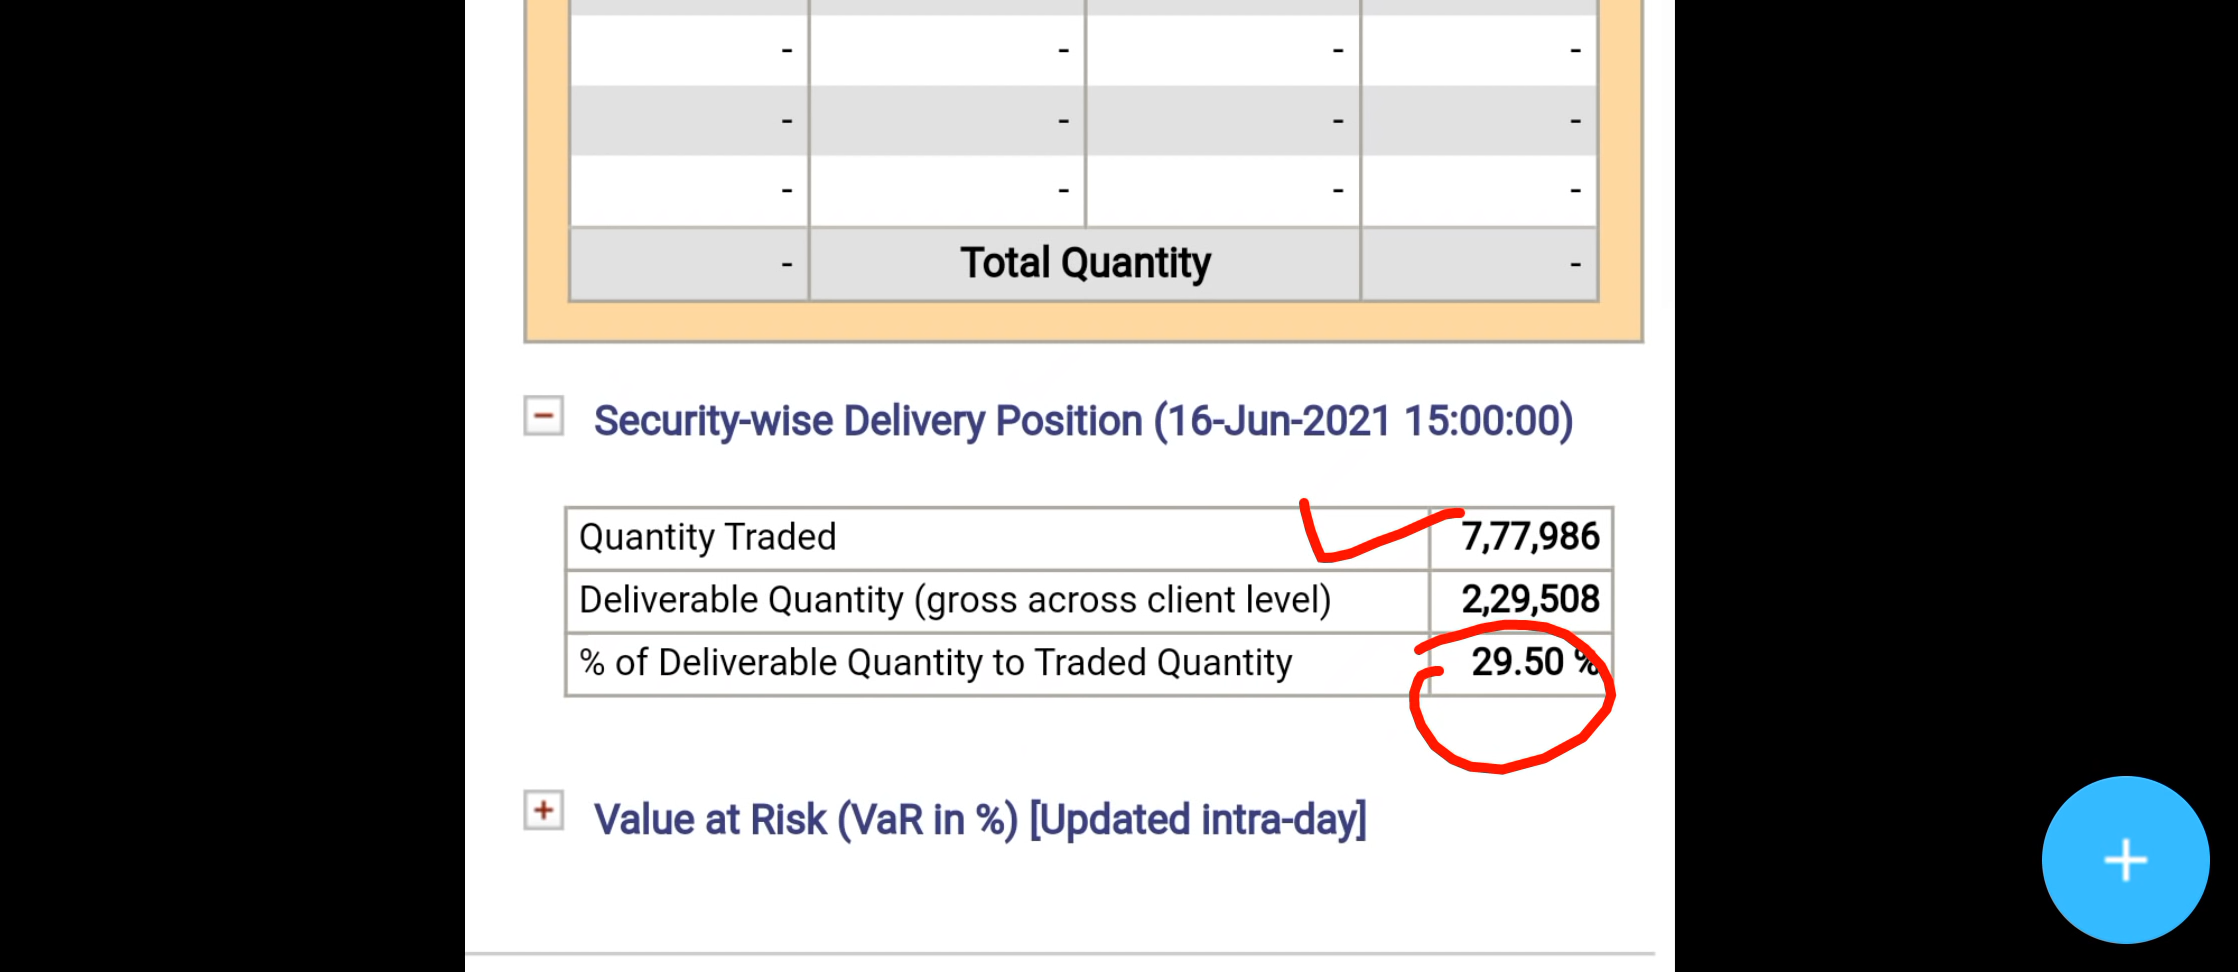 - - - -
- - - -
- - - -
- Total Quantity -
Security-wise Delivery Position (16-Jun-2021 15:00:00)
Quantity Traded 7,77,986
Deliverable Quantity (gross across client level) 2,29,508
% of Deliverable Quantity to Traded Quantity 29.50 %
Value at Risk (VaR in %) [Updated intra-day]